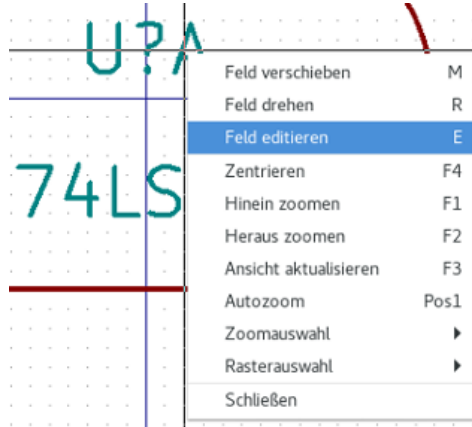 U?A
74LS
Feld verschieben M
Feld drehen R
Feld editieren E
Zentrieren F4
Hinein zoomen F1
Heraus zoomen F2
Ansicht aktualisieren F3
Autozoom Pos1
Zoomauswahl
Rasterauswahl
Schließen